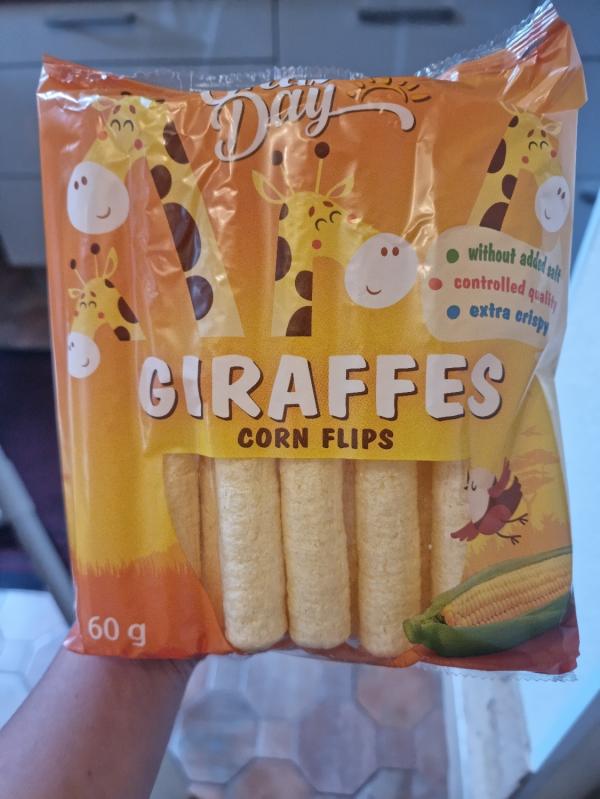 Day
without added salt
controlled quality
extra crispy
GIRAFFES
CORN FLIPS
60 g